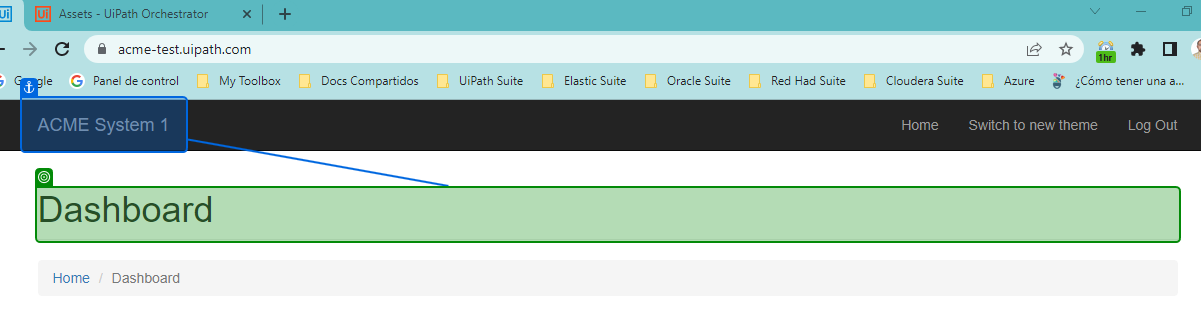 Ui Ui Assets - UiPath Orchestrator
acme-test.uipath.com
1hr
Google Panel de control My Toolbox Docs Compartidos UiPath Suite Elastic Suite Oracle Suite Red Had Suite Cloudera Suite Azure ¿Cómo tener una a...
ACME System 1 Home Switch to new theme Log Out
Dashboard
Home / Dashboard